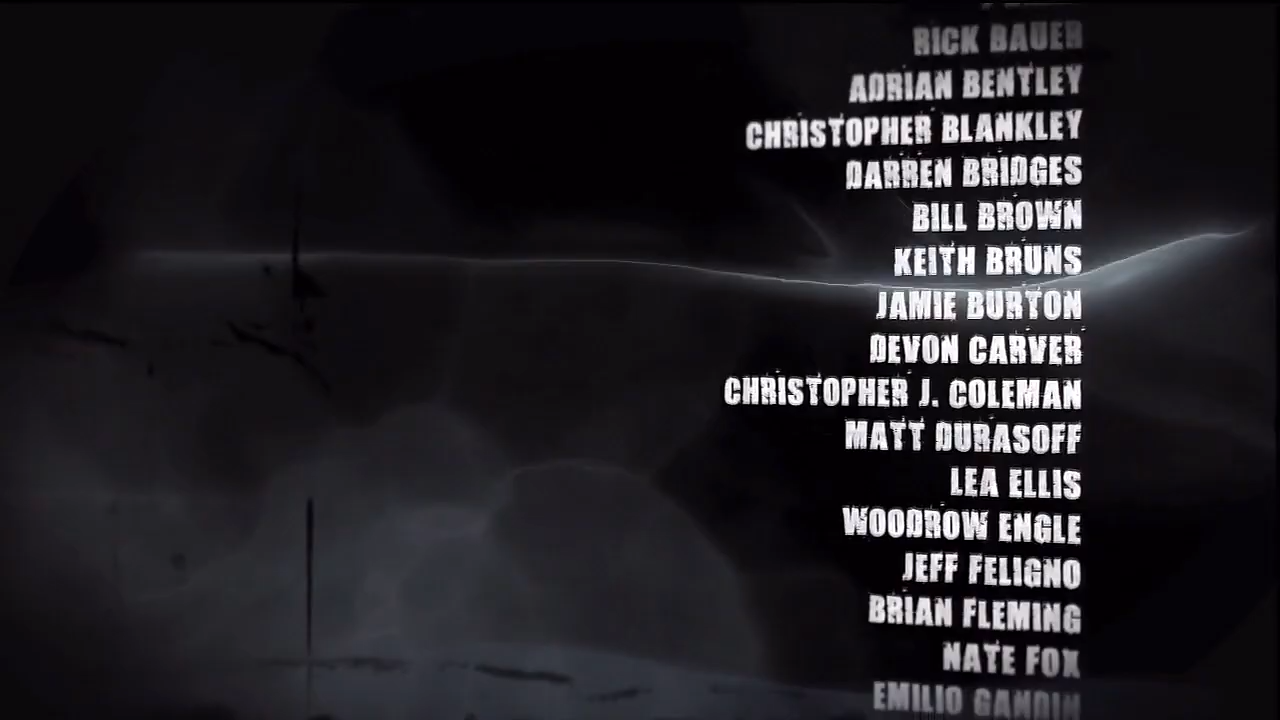 RICK BAUER
ADRIAN BENTLEY
CHRISTOPHER BLANKLEY
DARREN BRIDGES
BILL BROWN
KEITH BRUNS
JAMIE BURTON
DEVON CARVER
CHRISTOPHER J. COLEMAN
MATT DURASOFF
LEA ELLIS
WOODROW ENGLE
JEFF FELIGNO
BRIAN FLEMING
NATE FOX
EMILIO GANDIN